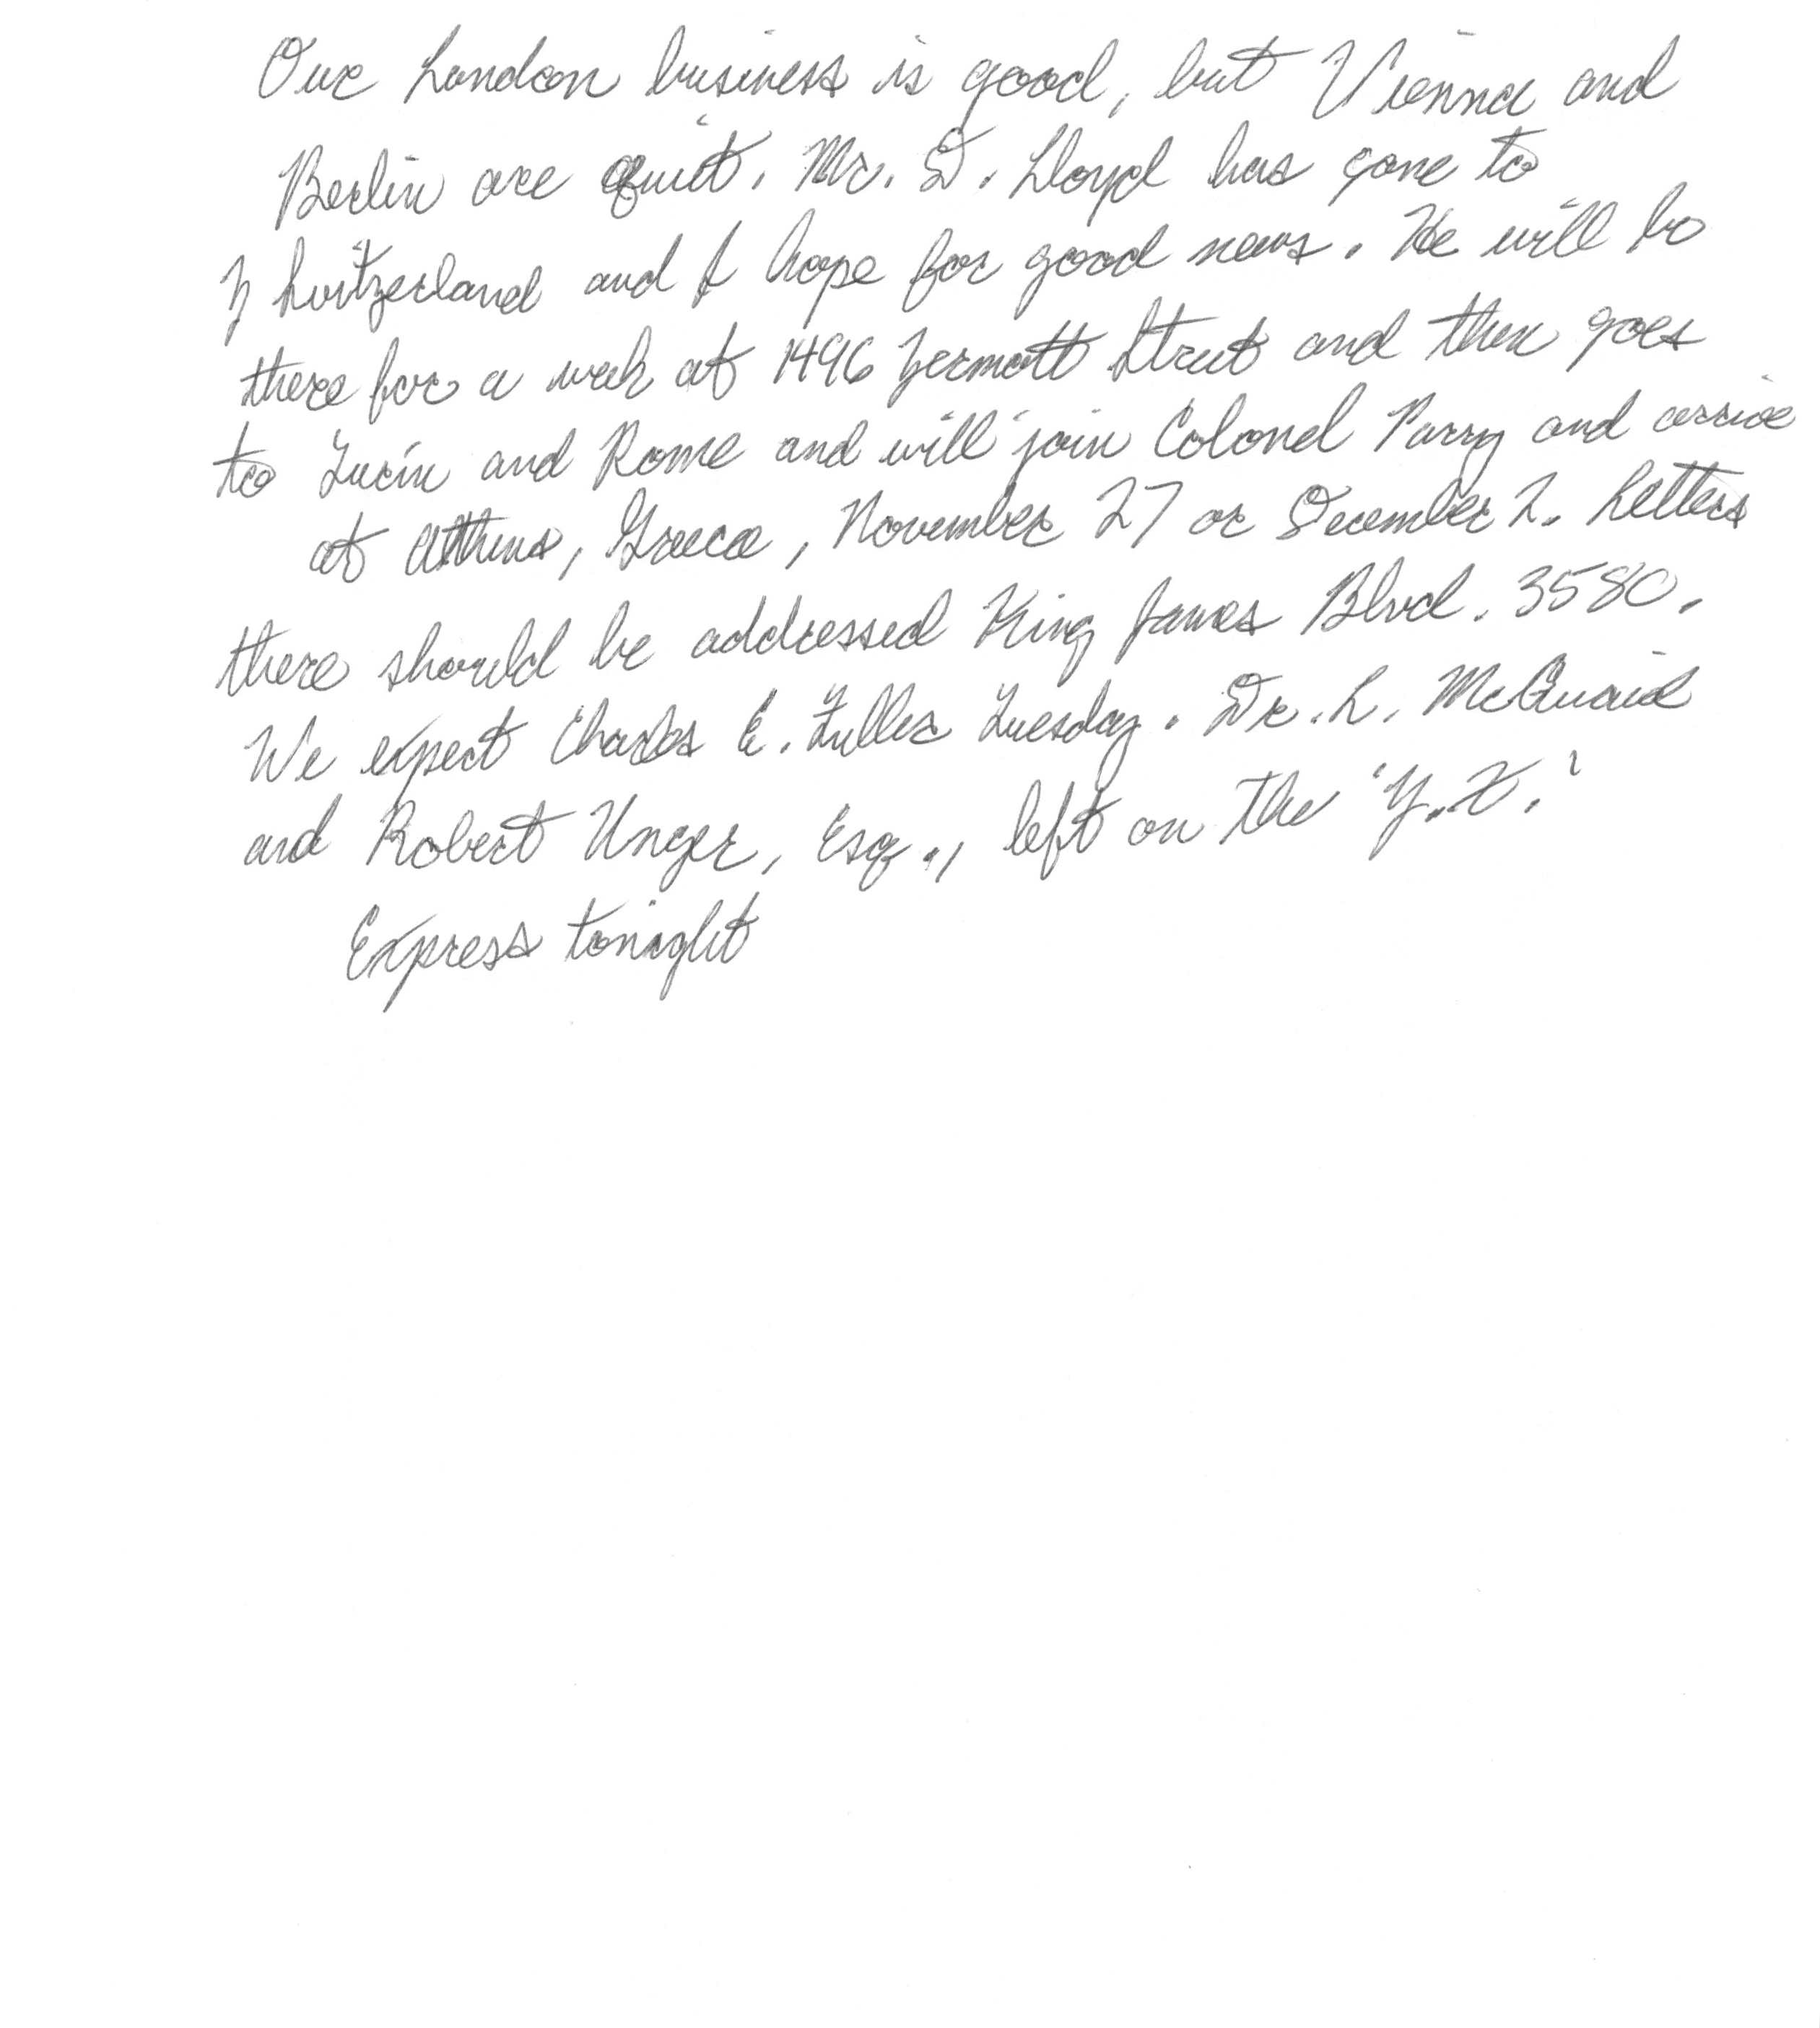 Our London business is good, but Vienna and
Berlin are quiet. Mr. D. Lloyd has gone to
Switzerland and I hope for good news. He will be
there for a week at 1496 Zermott Street and then goes
to Turin and Rome and will join Colonel Parry and arrive
at Athens, Greece, November 27 or December 2. Letters
there should be addressed King James Blvd. 3580.
We expect Charles E. Fuller Tuesday. Dr. L. McQuaid
and Robert Unger, Esq., left on the 'Y.X.'
Express tonight